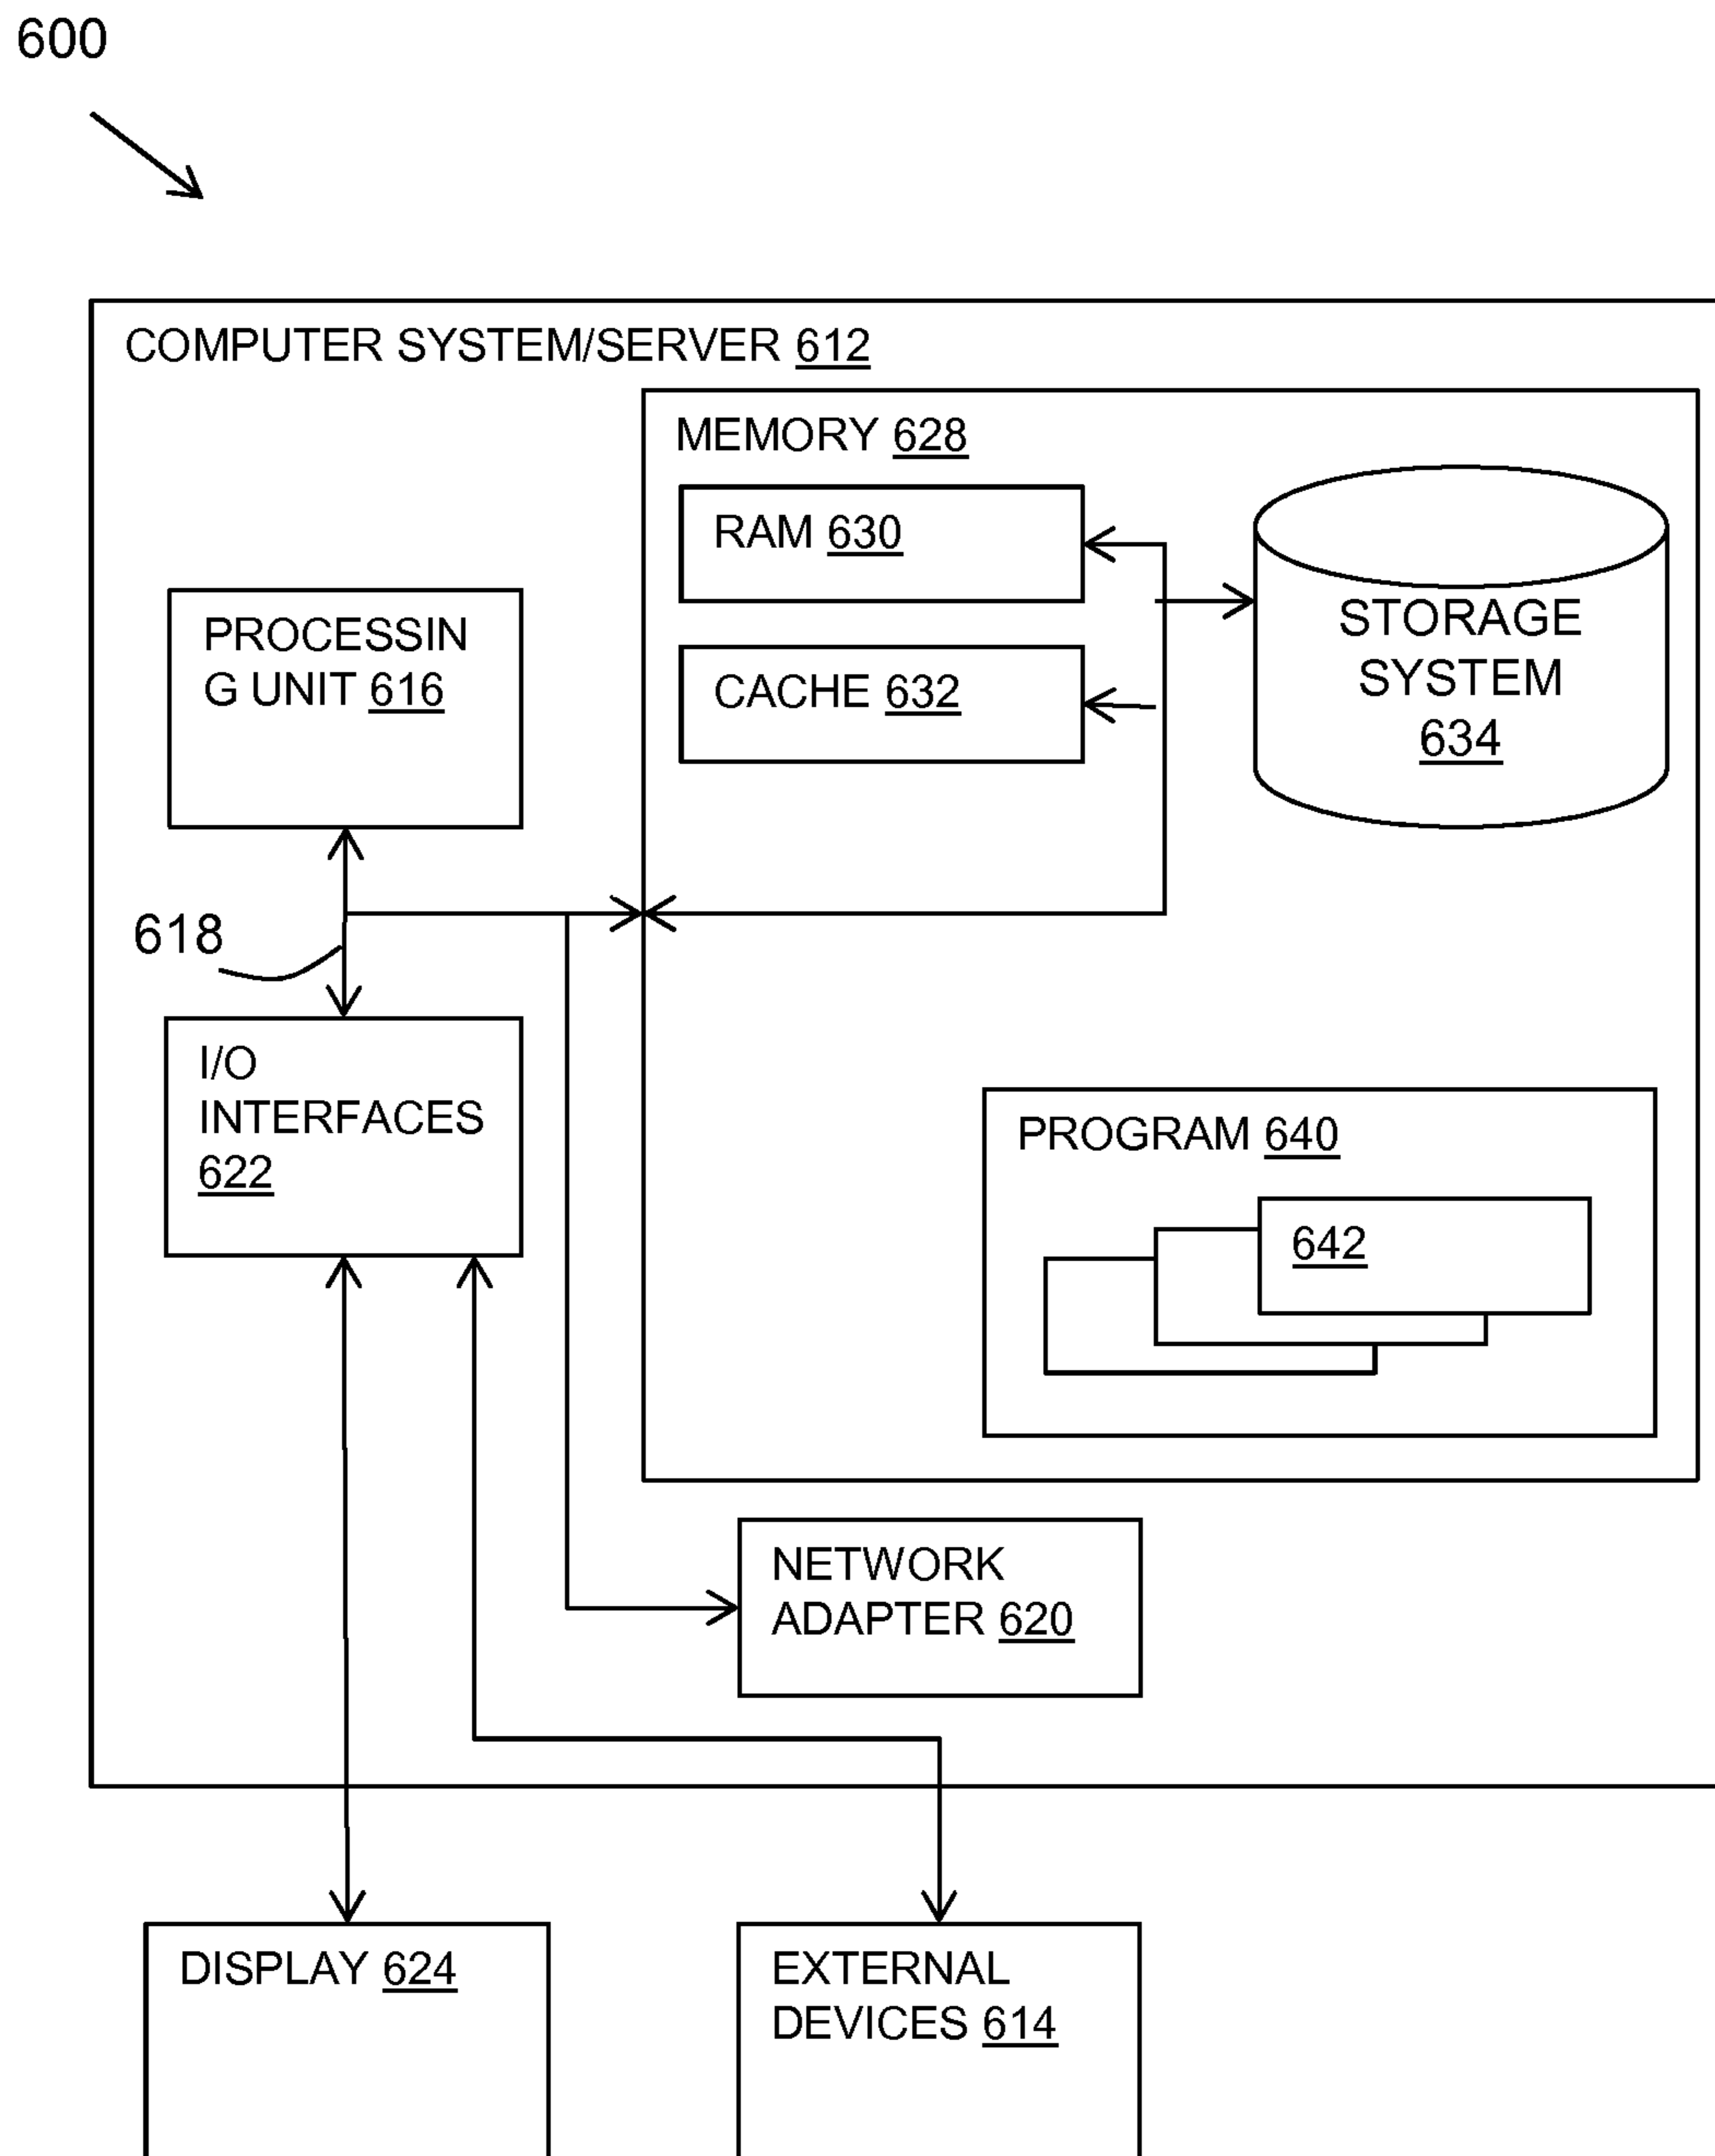 600
COMPUTER SYSTEM/SERVER 612
MEMORY 628
RAM 630
PROCESSIN
G UNIT 616
CACHE 632
STORAGE
SYSTEM
634
618
I/O
INTERFACES
622
PROGRAM 640
642
NETWORK
ADAPTER 620
DISPLAY 624
EXTERNAL
DEVICES 614